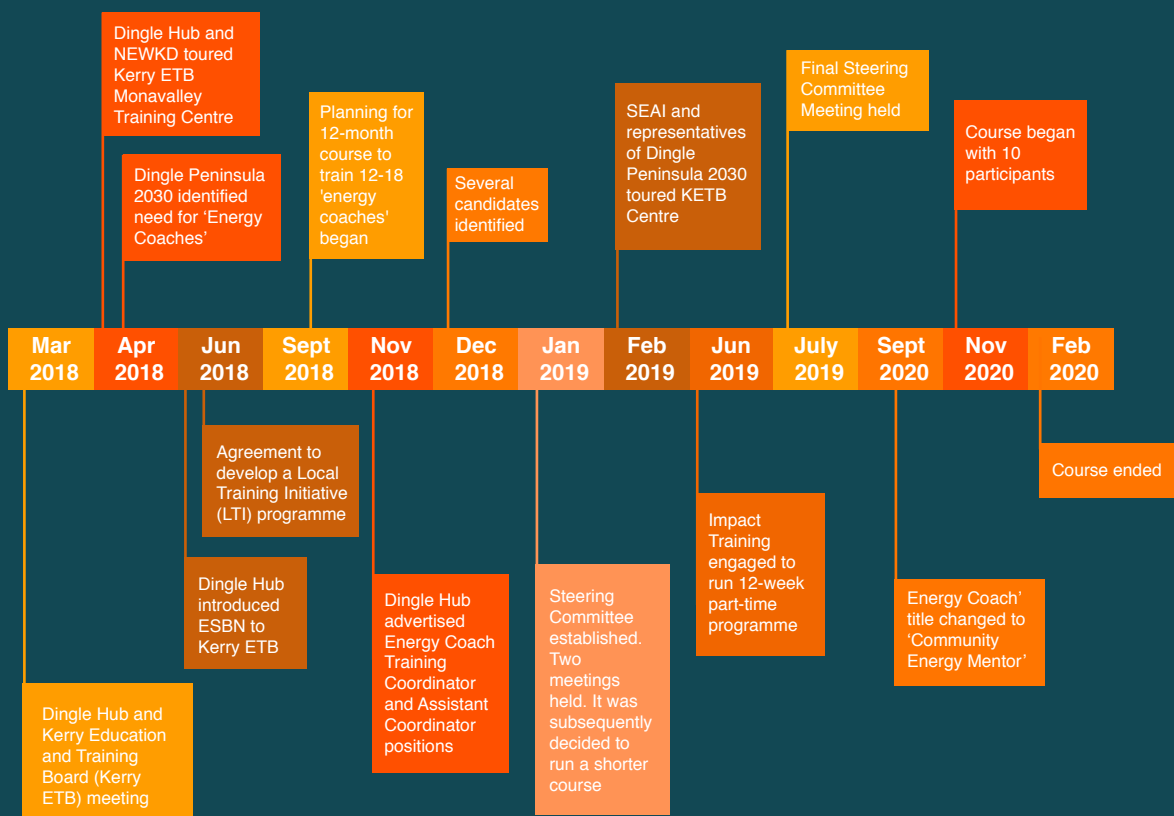 Dingle Hub and
NEWKD toured
Kerry ETB
Monavalley
Training Centre
Dingle Peninsula
2030 identified
need for ‘Energy
Coaches’
Planning for
12-month
course to
train 12-18
'energy
coaches'
began
Several
candidates
identified
SEAI and
representatives
of Dingle
Peninsula 2030
toured KETB
Centre
Final Steering
Committee
Meeting held
Course began
with 10
participants
Mar
2018
Apr
2018
Jun
2018
Sept
2018
Nov
2018
Dec
2018
Jan
2019
Feb
2019
Jun
2019
July
2019
Sept
2020
Nov
2020
Feb
2020
Dingle Hub and
Kerry Education
and Training
Board (Kerry
ETB) meeting
Dingle Hub
introduced
ESBN to
Kerry ETB
Agreement to
develop a Local
Training Initiative
(LTI) programme
Dingle Hub
advertised
Energy Coach
Training
Coordinator
and Assistant
Coordinator
positions
Steering
Committee
established.
Two
meetings
held. It was
subsequently
decided to
run a shorter
course
Impact
Training
engaged to
run 12-week
part-time
programme
Energy Coach’
title changed to
‘Community
Energy Mentor’
Course ended